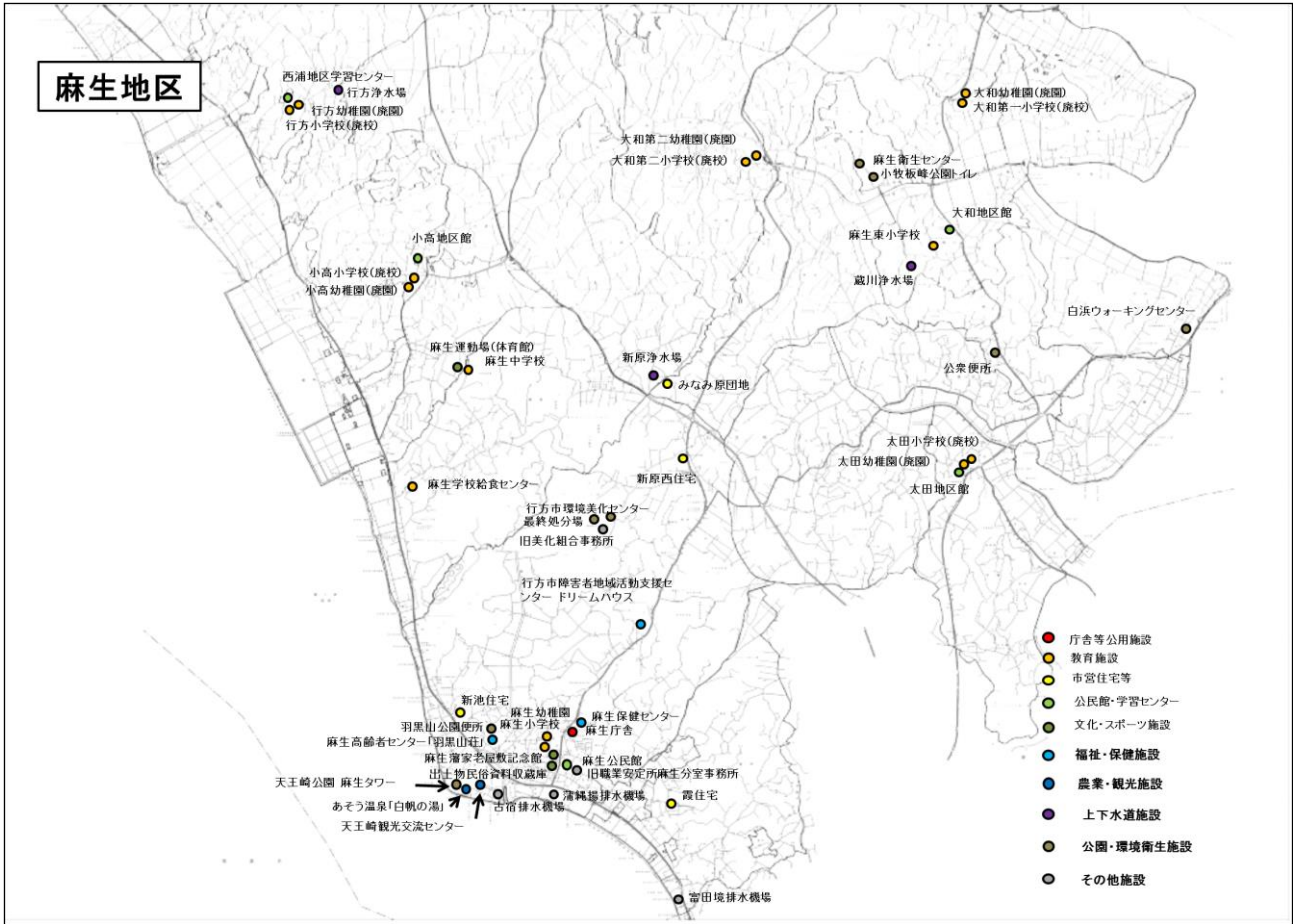 麻生地区
西浦地区学習センター
行方浄水場
行方幼稚園(廃園)
行方小学校(廃校)
大和幼稚園(廃園)
大和第一小学校(廃校)
大和第二幼稚園(廃園)
大和第二小学校(廃校)
麻生衛生センター
小牧板峰公園トイレ
大和地区館
麻生東小学校
蔵川浄水場
小高地区館
小高小学校(廃校)
小高幼稚園(廃園)
白浜ウォーキングセンター
麻生運動場(体育館)
麻生中学校
新原浄水場
みなみ原団地
公衆便所
太田小学校(廃校)
太田幼稚園(廃園)
太田地区館
新原西住宅
麻生学校給食センター
行方市環境美化センター
最終処分場
旧美化組合事務所
行方市障害者地域活動支援セ
ンター ドリームハウス
新池住宅
麻生幼稚園
麻生保健センター
羽黒山公園便所
麻生小学校
麻生庁舎
麻生高齢者センター「羽黒山荘」
麻生藩家老屋敷記念館
麻生公民館
出土物民俗資料収蔵庫
旧職業安定所麻生分室事務所
天王崎公園 麻生タワー
あそう温泉「白帆の湯」
古宿排水機場
蒲縄揚排水機場
霞住宅
天王崎観光交流センター
富田境排水機場
庁舎等公用施設
教育施設
市営住宅等
公民館・学習センター
文化・スポーツ施設
福祉・保健施設
農業・観光施設
上下水道施設
公園・環境衛生施設
その他施設